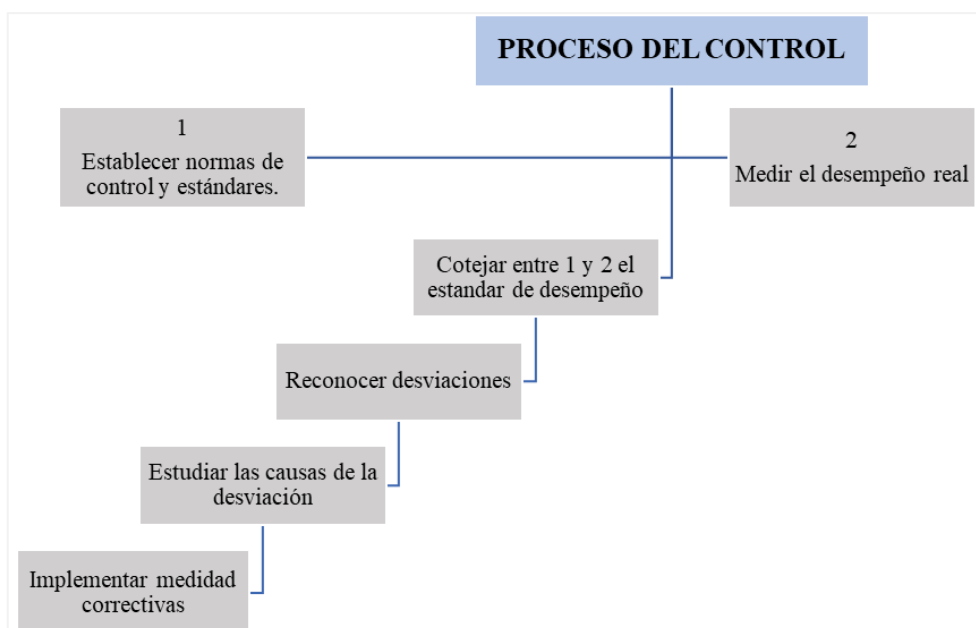 PROCESO DEL CONTROL
1
Establecer normas de
control y estándares.
2
Medir el desempeño real
Cotejar entre 1 y 2 el
estandar de desempeño
Reconocer desviaciones
Estudiar las causas de la
desviación
Implementar medidad
correctivas